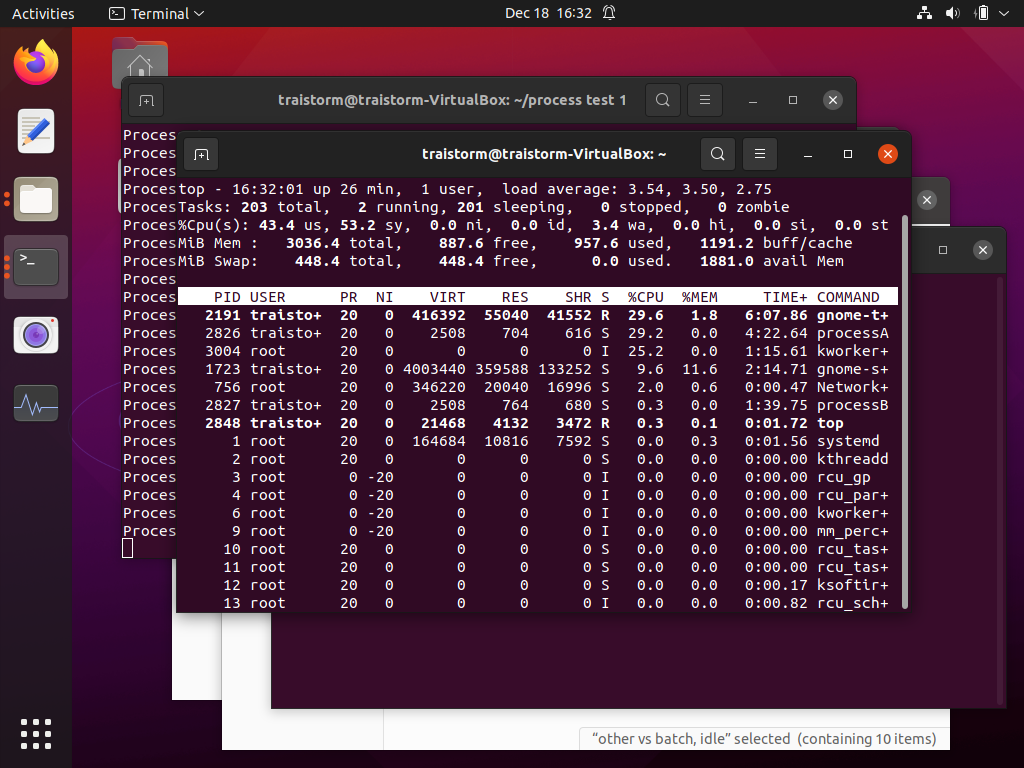 Activities
Terminal
Dec 18 16:32
traistorm@traistorm-VirtualBox: ~/process test 1
traistorm@traistorm-VirtualBox: ~
Proces
Proces
Proces
Proces top - 16:32:01 up 26 min, 1 user, load average: 3.54, 3.50, 2.75
Proces Tasks: 203 total, 2 running, 201 sleeping, 0 stopped, 0 zombie
Proces %Cpu(s): 43.4 us, 53.2 sy, 0.0 ni, 0.0 id, 3.4 wa, 0.0 hi, 0.0 si, 0.0 st
Proces MiB Mem : 3036.4 total, 887.6 free, 957.6 used, 1191.2 buff/cache
Proces MiB Swap: 448.4 total, 448.4 free, 0.0 used. 1881.0 avail Mem
Proces
Proces PID USER PR NI VIRT RES SHR S %CPU %MEM TIME+ COMMAND
Proces 2191 traisto+ 20 0 416392 55040 41552 R 29.6 1.8 6:07.86 gnome-t+
Proces 2826 traisto+ 20 0 2508 704 616 S 29.2 0.0 4:22.64 processA
Proces 3004 root 20 0 0 0 0 I 25.2 0.0 1:15.61 kworker+
Proces 1723 traisto+ 20 0 4003440 359588 133252 S 9.6 11.6 2:14.71 gnome-s+
Proces 756 root 20 0 346220 20040 16996 S 2.0 0.6 0:00.47 Network+
Proces 2827 traisto+ 20 0 2508 764 680 S 0.3 0.0 1:39.75 processB
Proces 2848 traisto+ 20 0 21468 4132 3472 R 0.3 0.1 0:01.72 top
Proces 1 root 20 0 164684 10816 7592 S 0.0 0.3 0:01.56 systemd
Proces 2 root 20 0 0 0 0 S 0.0 0.0 0:00.00 kthreadd
Proces 3 root 0 -20 0 0 0 I 0.0 0.0 0:00.00 rcu_gp
Proces 4 root 0 -20 0 0 0 I 0.0 0.0 0:00.00 rcu_par+
Proces 6 root 0 -20 0 0 0 I 0.0 0.0 0:00.00 kworker+
Proces 9 root 0 -20 0 0 0 I 0.0 0.0 0:00.00 mm_perc+
10 root 20 0 0 0 0 S 0.0 0.0 0:00.00 rcu_tas+
11 root 20 0 0 0 0 S 0.0 0.0 0:00.00 rcu_tas+
12 root 20 0 0 0 0 S 0.0 0.0 0:00.17 ksoftir+
13 root 20 0 0 0 0 I 0.0 0.0 0:00.82 rcu_sch+
“other vs batch, idle” selected (containing 10 items)